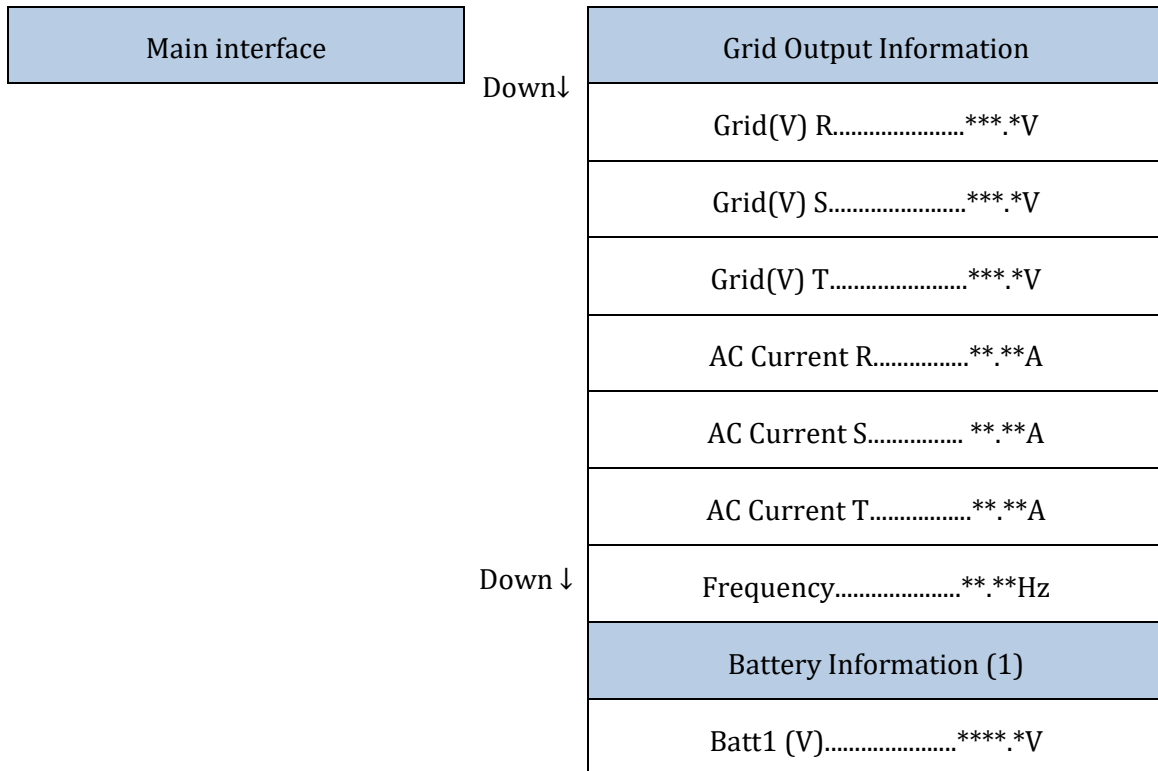 Main interface
Down↓
Grid Output Information
Grid(V) R......................***.*V
Grid(V) S.......................***.*V
Grid(V) T.......................***.*V
AC Current R................**.**A
AC Current S................ **.**A
AC Current T.................**.**A
Down ↓
Frequency.....................**.**Hz
Battery Information (1)
Batt1 (V)......................****.*V